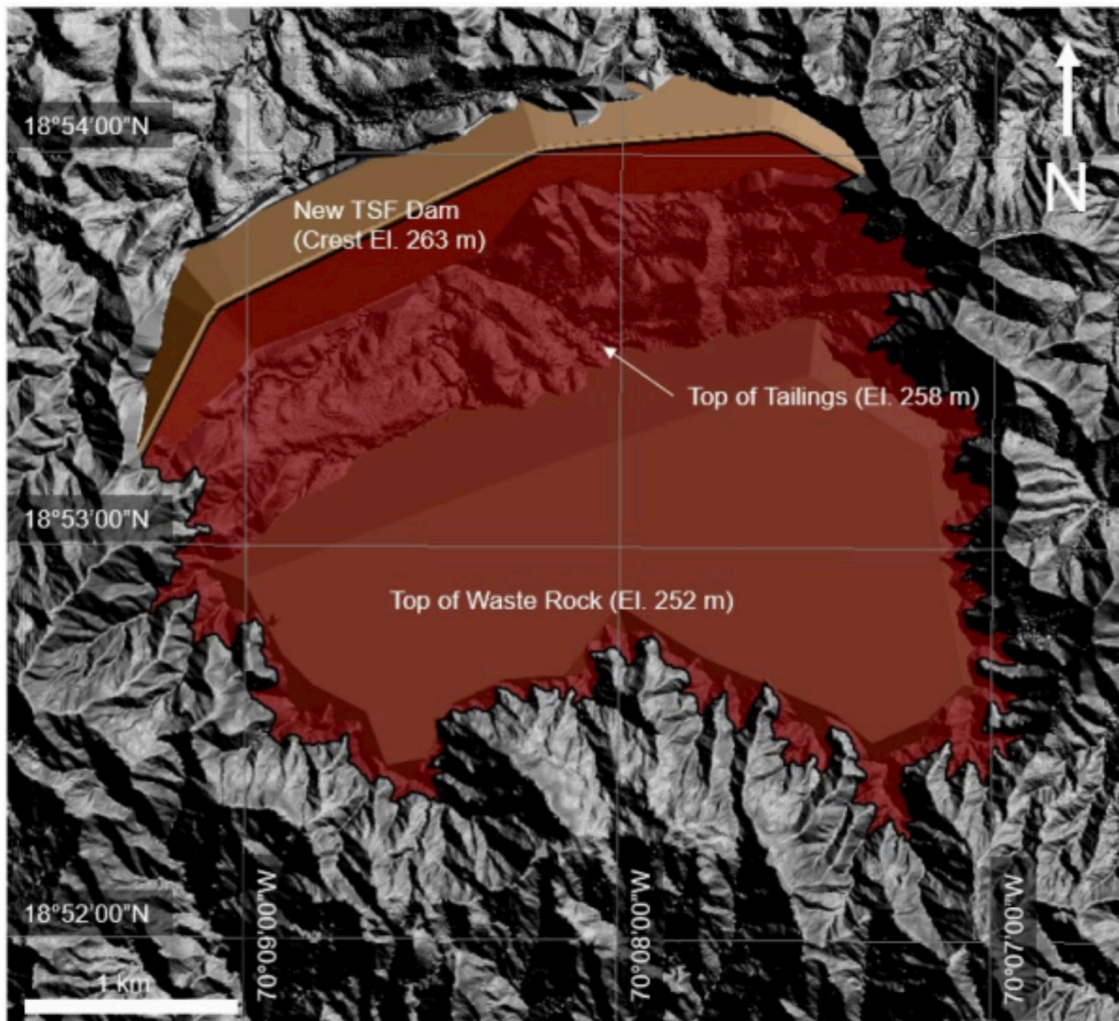 18°54'00"N
N
New TSF Dam
(Crest El. 263 m)
Top of Tailings (El. 258 m)
18°53'00"N
Top of Waste Rock (El. 252 m)
18°52'00"N
70°09'00"W
70°08'00"W
70°07'00"W
1 km